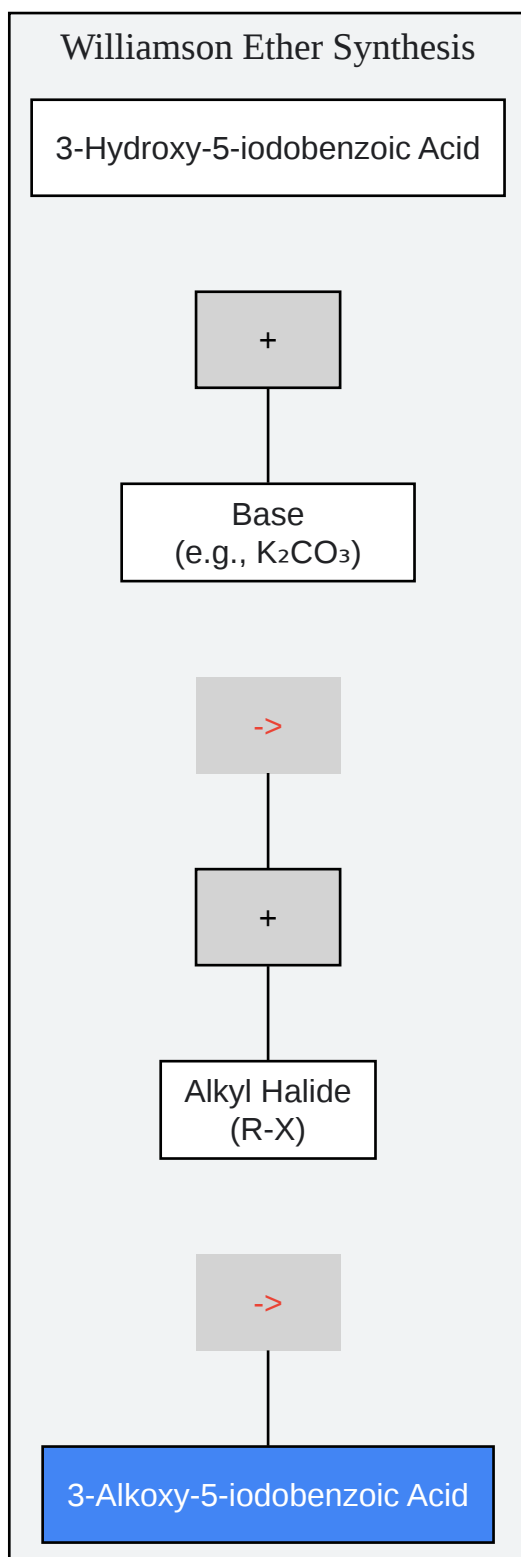 Williamson Ether Synthesis
3-Hydroxy-5-iodobenzoic Acid
+
Base
(e.g., K₂CO₃)
->
+
Alkyl Halide
(R-X)
->
3-Alkoxy-5-iodobenzoic Acid